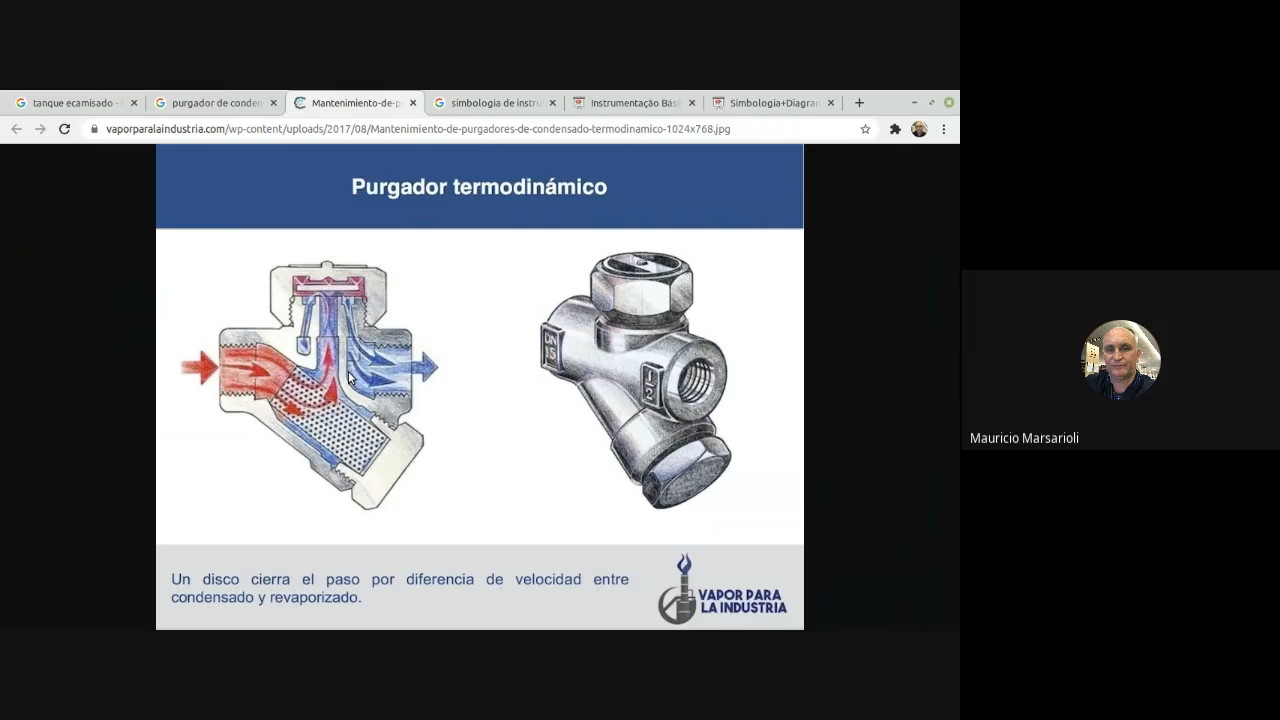 tanque ecamisado -
purgador de conden
Mantenimiento-de-p
simbologia de instru
Instrumentação Bási
Simbologia+Diagran
vaporparalaindustria.com/wp-content/uploads/2017/08/Mantenimiento-de-purgadores-de-condensado-termodinamico-1024x768.jpg
Purgador termodinámico
DN
15
1
2
Un disco cierra el paso por diferencia de velocidad entre
condensado y revaporizado.
VAPOR PARA
LA INDUSTRIA
Mauricio Marsarioli